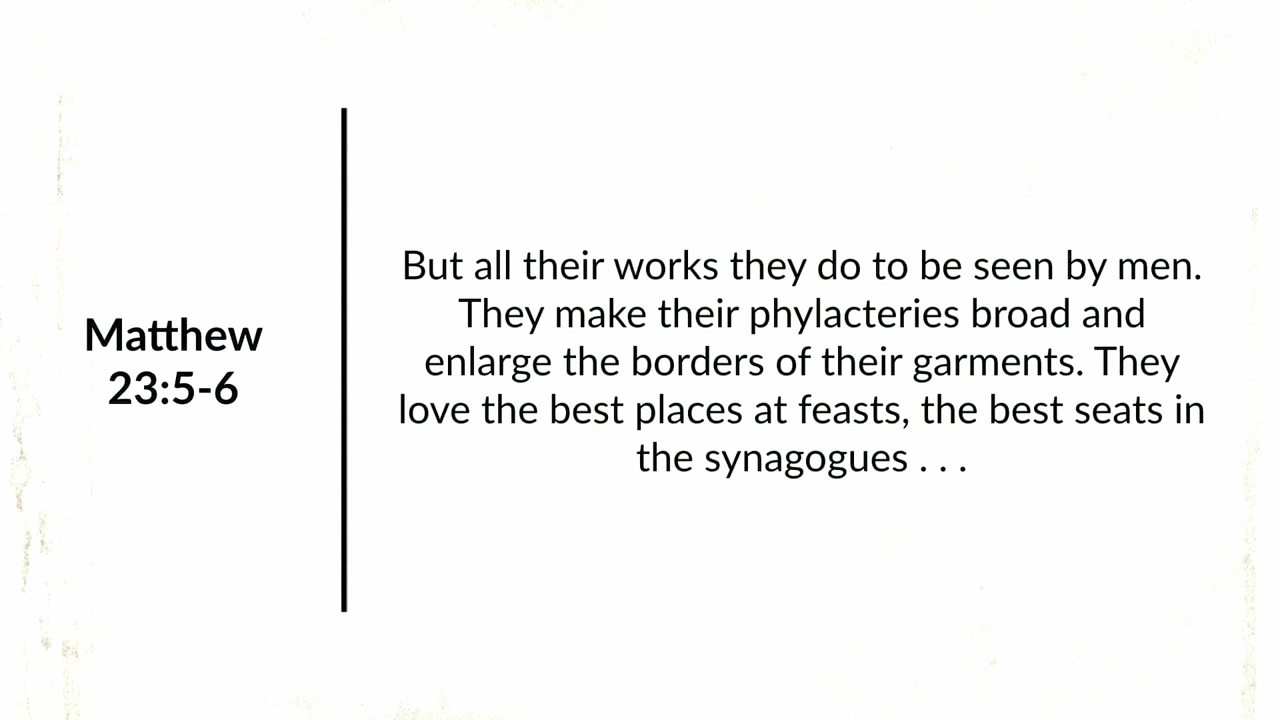 Matthew
23:5-6
But all their works they do to be seen by men.
They make their phylacteries broad and
enlarge the borders of their garments. They
love the best places at feasts, the best seats in
the synagogues . . .